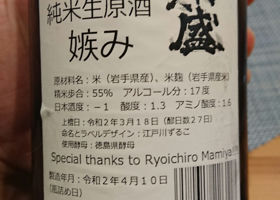 純米生原酒
嫉み
盛
原材料名:米(岩手県産)、米麹(岩手県産米)
精米歩合:55% アルコール分:17度
日本酒度:-1 酸度:1.3 アミノ酸度:1.6
上槽日:令和2年3月18日(醪日数27日)
命名とラベルデザイン:江戸川ずるこ
使用酵母:徳島県酵母
Special thanks to Ryoichiro Mamiya
製造年月:令和2年4月10日
(瓶詰め日)